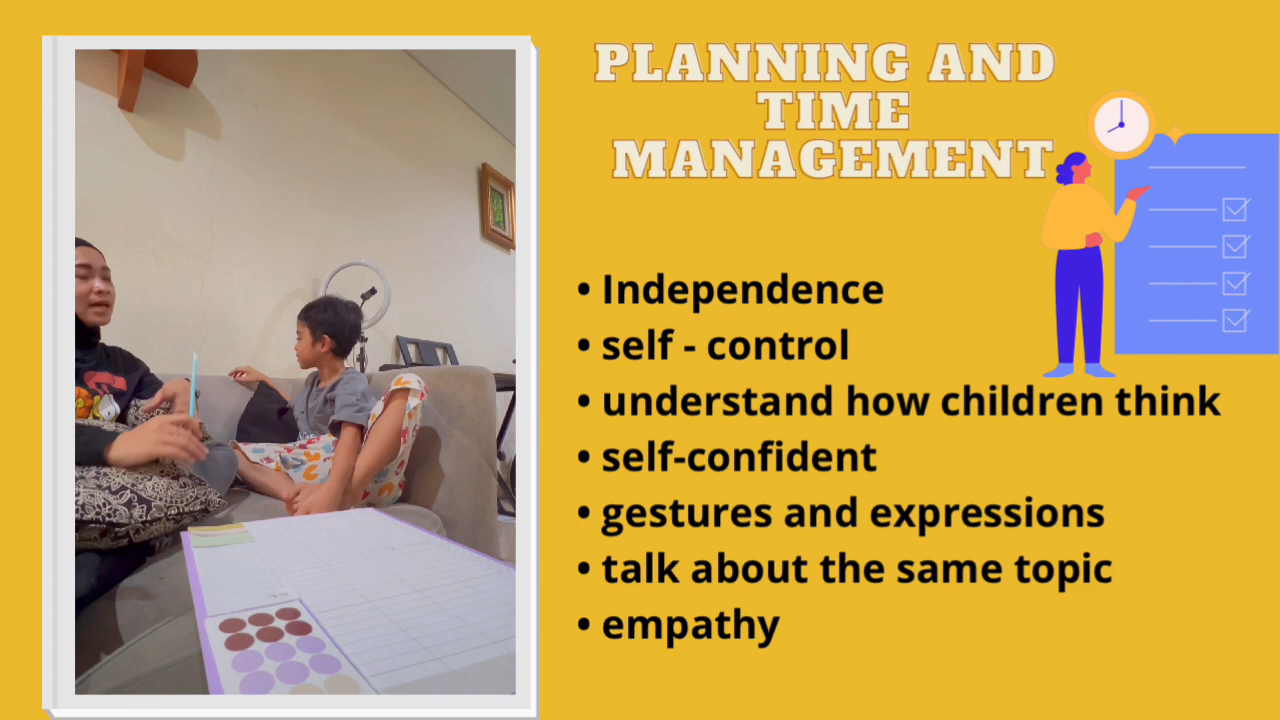 PLANNING AND
TIME
MANAGEMENT
• Independence
• self - control
• understand how children think
• self-confident
• gestures and expressions
• talk about the same topic
• empathy